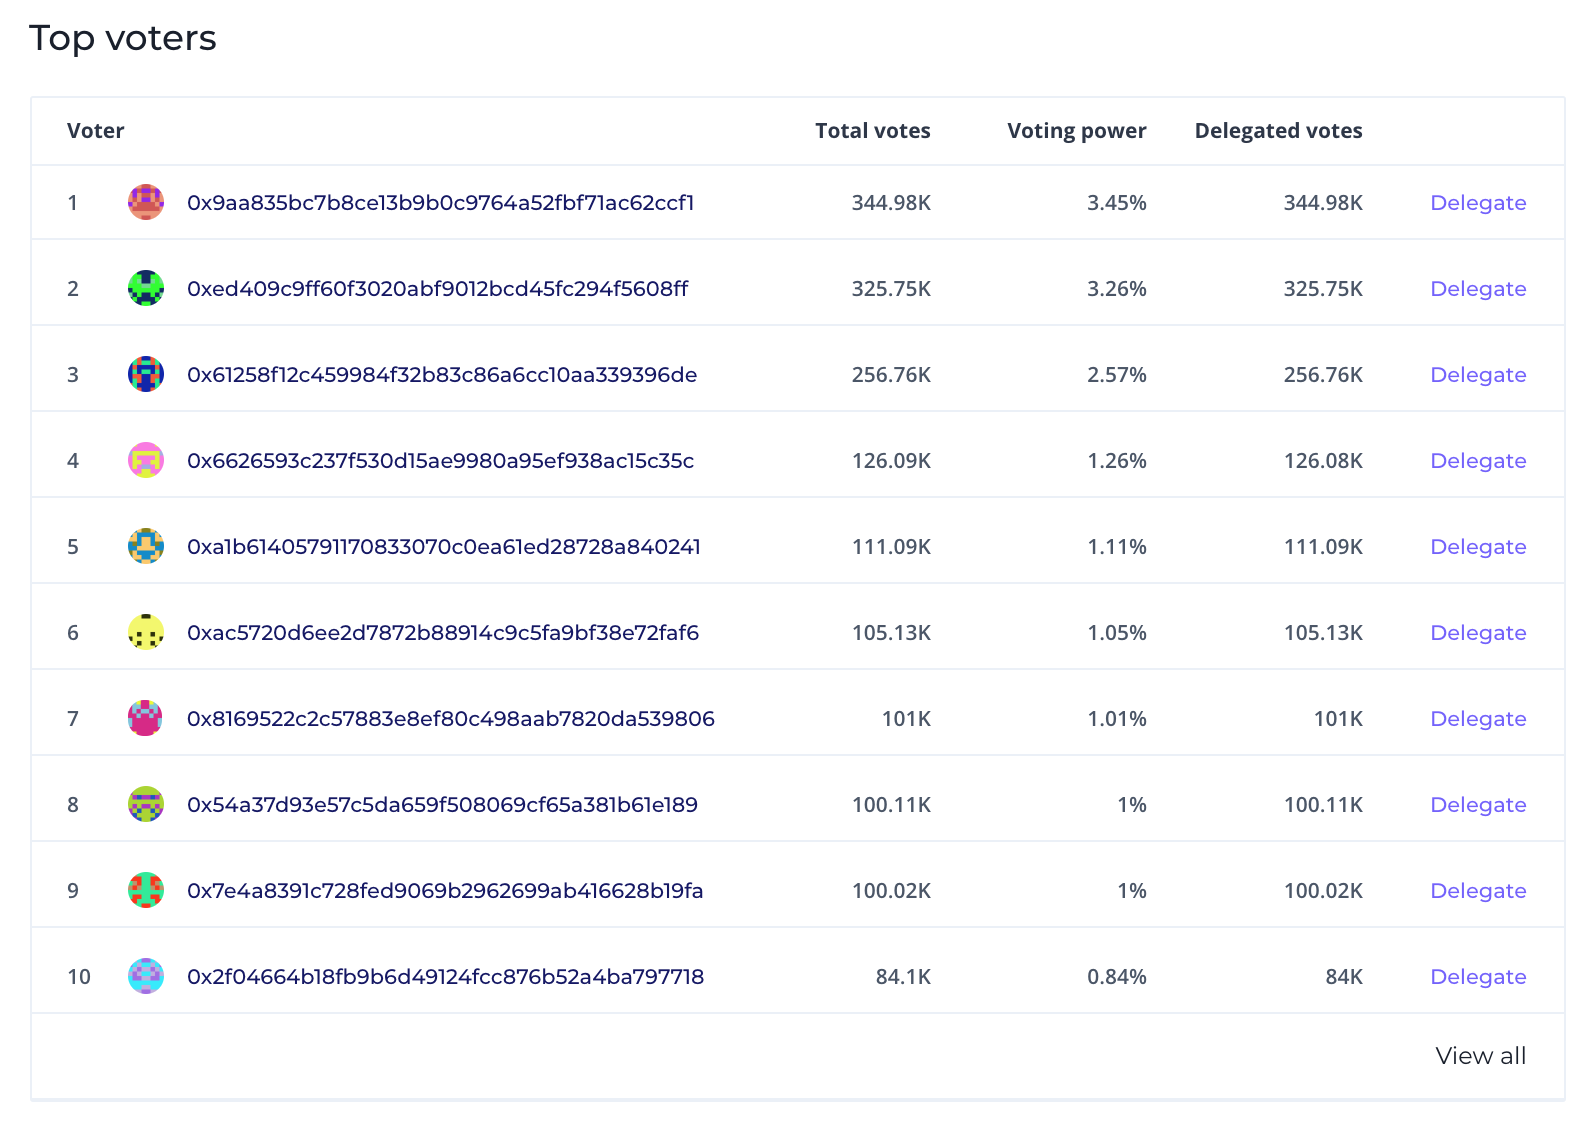 Top voters
Voter Total votes Voting power Delegated votes
1 0x9aa835bc7b8ce13b9b0c9764a52fbf71ac62ccf1 344.98K 3.45% 344.98K Delegate
2 0xed409c9ff60f3020abf9012bcd45fc294f5608ff 325.75K 3.26% 325.75K Delegate
3 0x61258f12c459984f32b83c86a6cc10aa339396de 256.76K 2.57% 256.76K Delegate
4 0x6626593c237f530d15ae9980a95ef938ac15c35c 126.09K 1.26% 126.08K Delegate
5 0xa1b61405791170833070c0ea61ed28728a840241 111.09K 1.11% 111.09K Delegate
6 0xac5720d6ee2d7872b88914c9c5fa9bf38e72faf6 105.13K 1.05% 105.13K Delegate
7 0x8169522c2c57883e8ef80c498aab7820da539806 101K 1.01% 101K Delegate
8 0x54a37d93e57c5da659f508069cf65a381b61e189 100.11K 1% 100.11K Delegate
9 0x7e4a8391c728fed9069b2962699ab416628b19fa 100.02K 1% 100.02K Delegate
10 0x2f04664b18fb9b6d49124fcc876b52a4ba797718 84.1K 0.84% 84K Delegate
View all